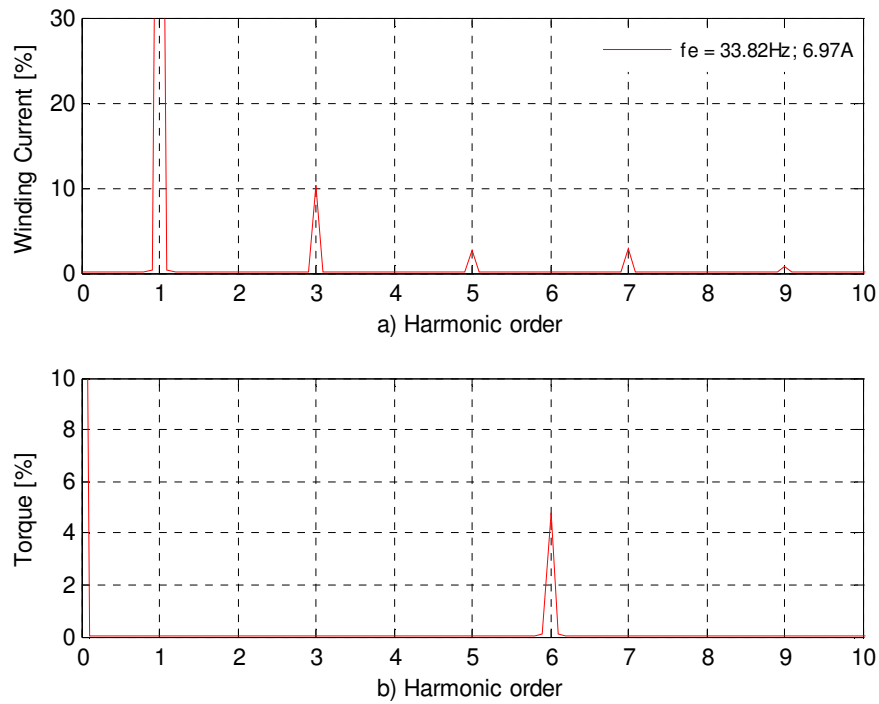 30
20
10
0
Winding Current [%]
fe = 33.82Hz; 6.97A
0 1 2 3 4 5 6 7 8 9 10
a) Harmonic order
10
8
6
4
2
0
Torque [%]
0 1 2 3 4 5 6 7 8 9 10
b) Harmonic order